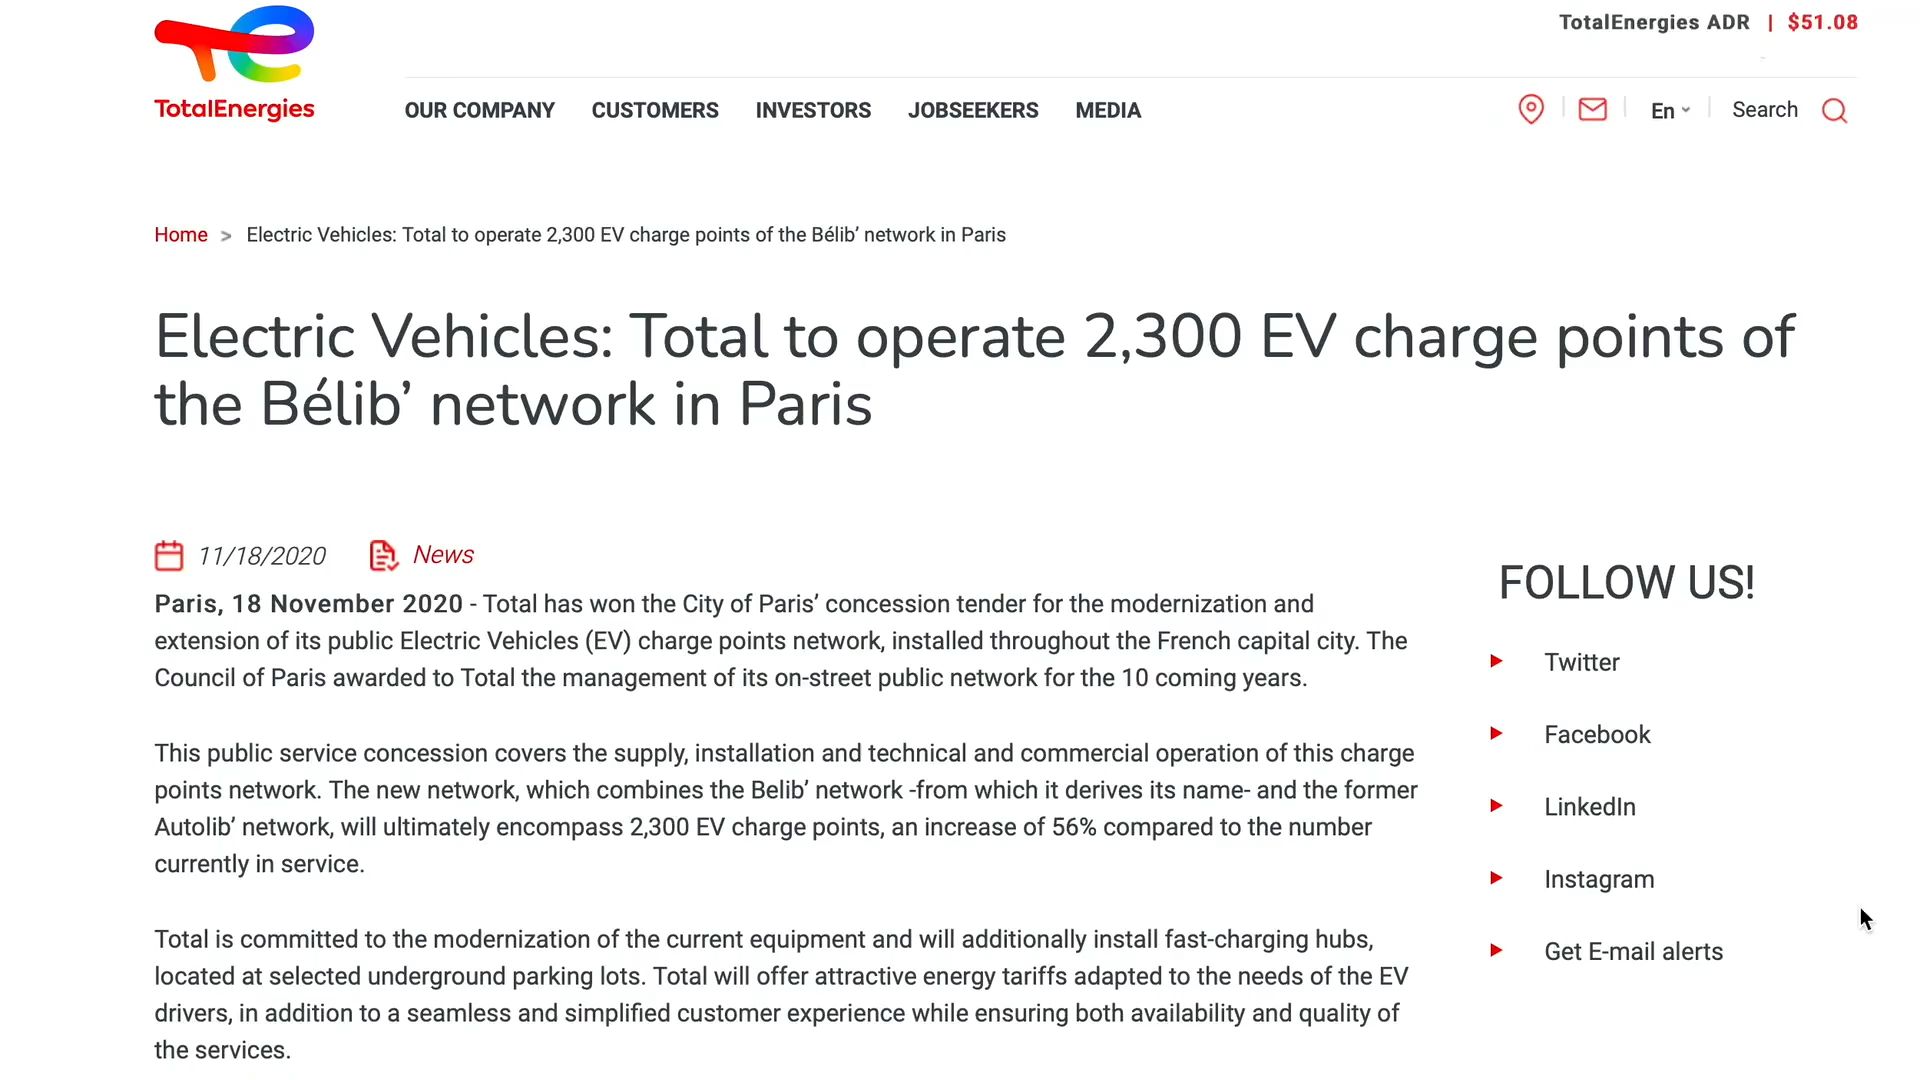 TotalEnergies ADR | $51.08
TotalEnergies
OUR COMPANY CUSTOMERS INVESTORS JOBSEEKERS MEDIA
En Search
Home > Electric Vehicles: Total to operate 2,300 EV charge points of the Bélib’ network in Paris
Electric Vehicles: Total to operate 2,300 EV charge points of
the Bélib’ network in Paris
11/18/2020 News
Paris, 18 November 2020 - Total has won the City of Paris’ concession tender for the modernization and
extension of its public Electric Vehicles (EV) charge points network, installed throughout the French capital city. The
Council of Paris awarded to Total the management of its on-street public network for the 10 coming years.
This public service concession covers the supply, installation and technical and commercial operation of this charge
points network. The new network, which combines the Belib’ network -from which it derives its name- and the former
Autolib’ network, will ultimately encompass 2,300 EV charge points, an increase of 56% compared to the number
currently in service.
Total is committed to the modernization of the current equipment and will additionally install fast-charging hubs,
located at selected underground parking lots. Total will offer attractive energy tariffs adapted to the needs of the EV
drivers, in addition to a seamless and simplified customer experience while ensuring both availability and quality of
the services.
FOLLOW US!
Twitter
Facebook
LinkedIn
Instagram
Get E-mail alerts